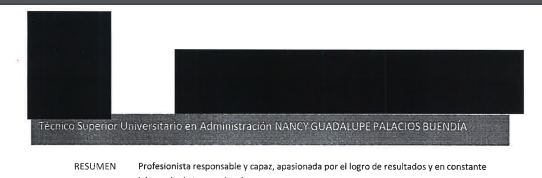 Técnico Superior Universitario en Administración NANCY GUADALUPE PALACIOS BUENDÍA
RESUMEN Profesionista responsable y capaz, apasionada por el logro de resultados y en constante